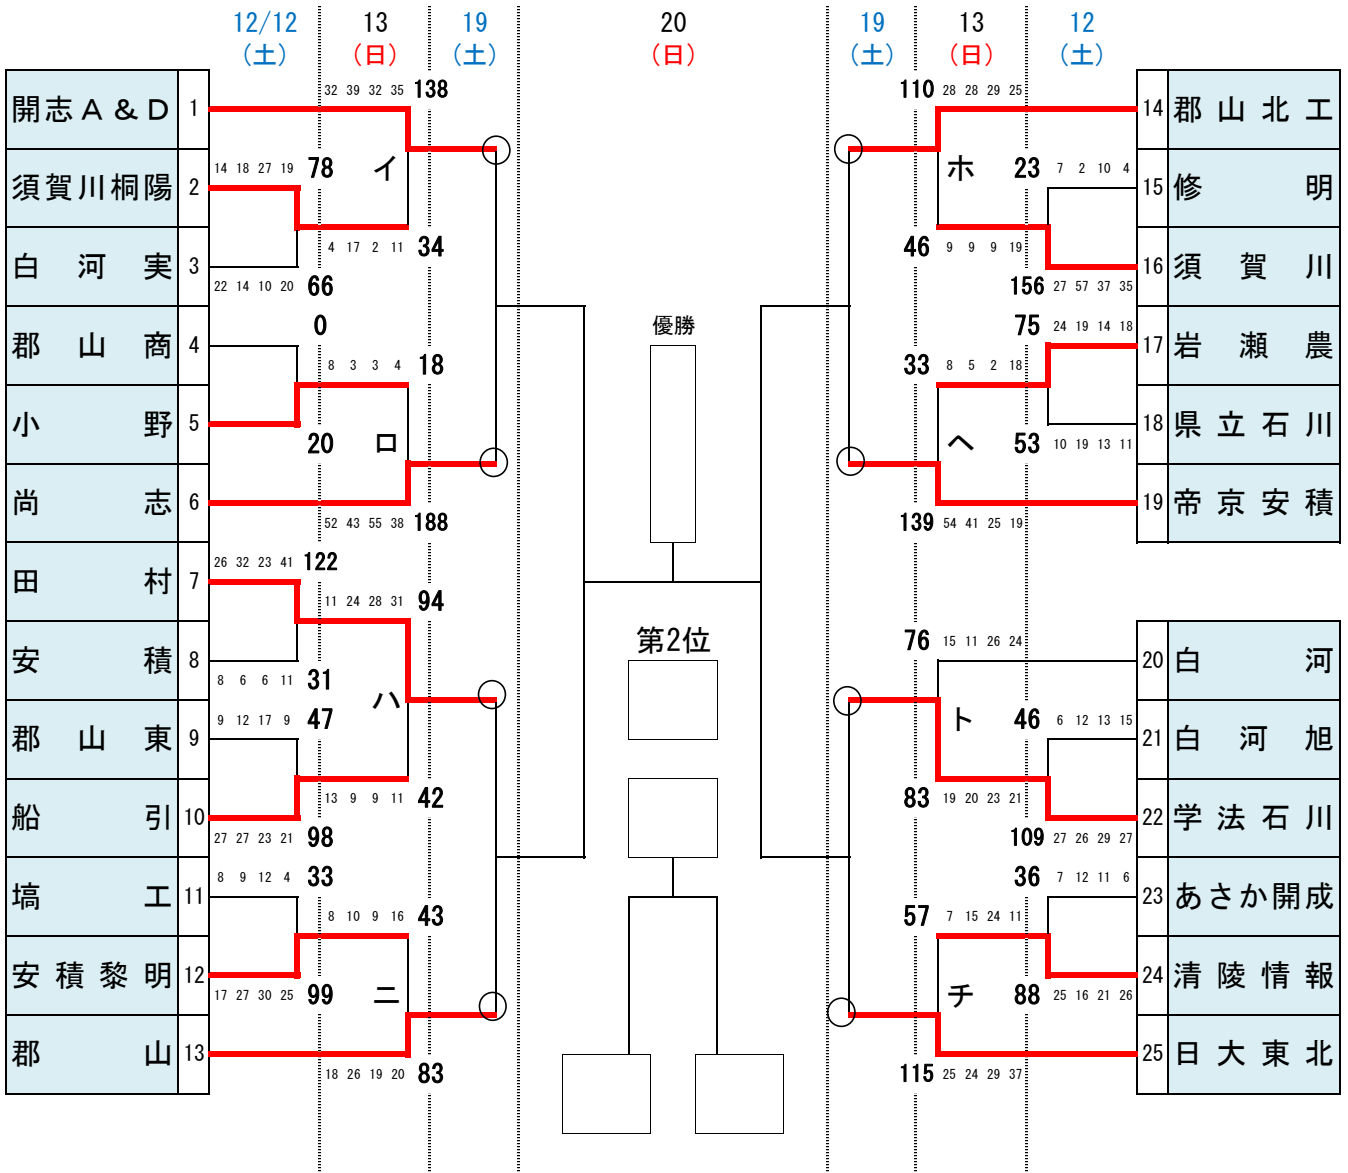 12/12 13 19 20 19 13 12
(土) (日) (土) (日) (土) (日) (土)
32 39 32 35 138
110 28 28 29 25
開志A＆D 1
14 郡山北工
14 18 27 19 78 イ
ホ 23 7 2 10 4
須賀川桐陽 2
15 修明
4 17 2 11 34
46 9 9 9 19
白河実 3
16 須賀川
22 14 10 20 66
156 27 57 37 35
0
優勝
75 24 19 14 18
郡山商 4
17 岩瀬農
8 3 3 4 18
33 8 5 2 18
小野 5
18 県立石川
20 ロ
ヘ 53 10 19 13 11
尚志 6
19 帝京安積
52 43 55 38 188
139 54 41 25 19
26 32 23 41 122
田村 7
11 24 28 31 94
第2位
76 15 11 26 24
安積 8
20 白河
8 6 6 11 31
ハ
9 12 17 9 47
ト 46 6 12 13 15
郡山東 9
21 白河旭
13 9 9 11 42
83 19 20 23 21
船引 10
22 学法石川
27 27 23 21 98
109 27 26 29 27
8 9 12 4 33
36 7 12 11 6
塙工 11
23 あさか開成
8 10 9 16 43
57 7 15 24 11
安積黎明 12
24 清陵情報
17 27 30 25 99 ニ
チ 88 25 16 21 26
郡山 13
25 日大東北
18 26 19 20 83
115 25 24 29 37